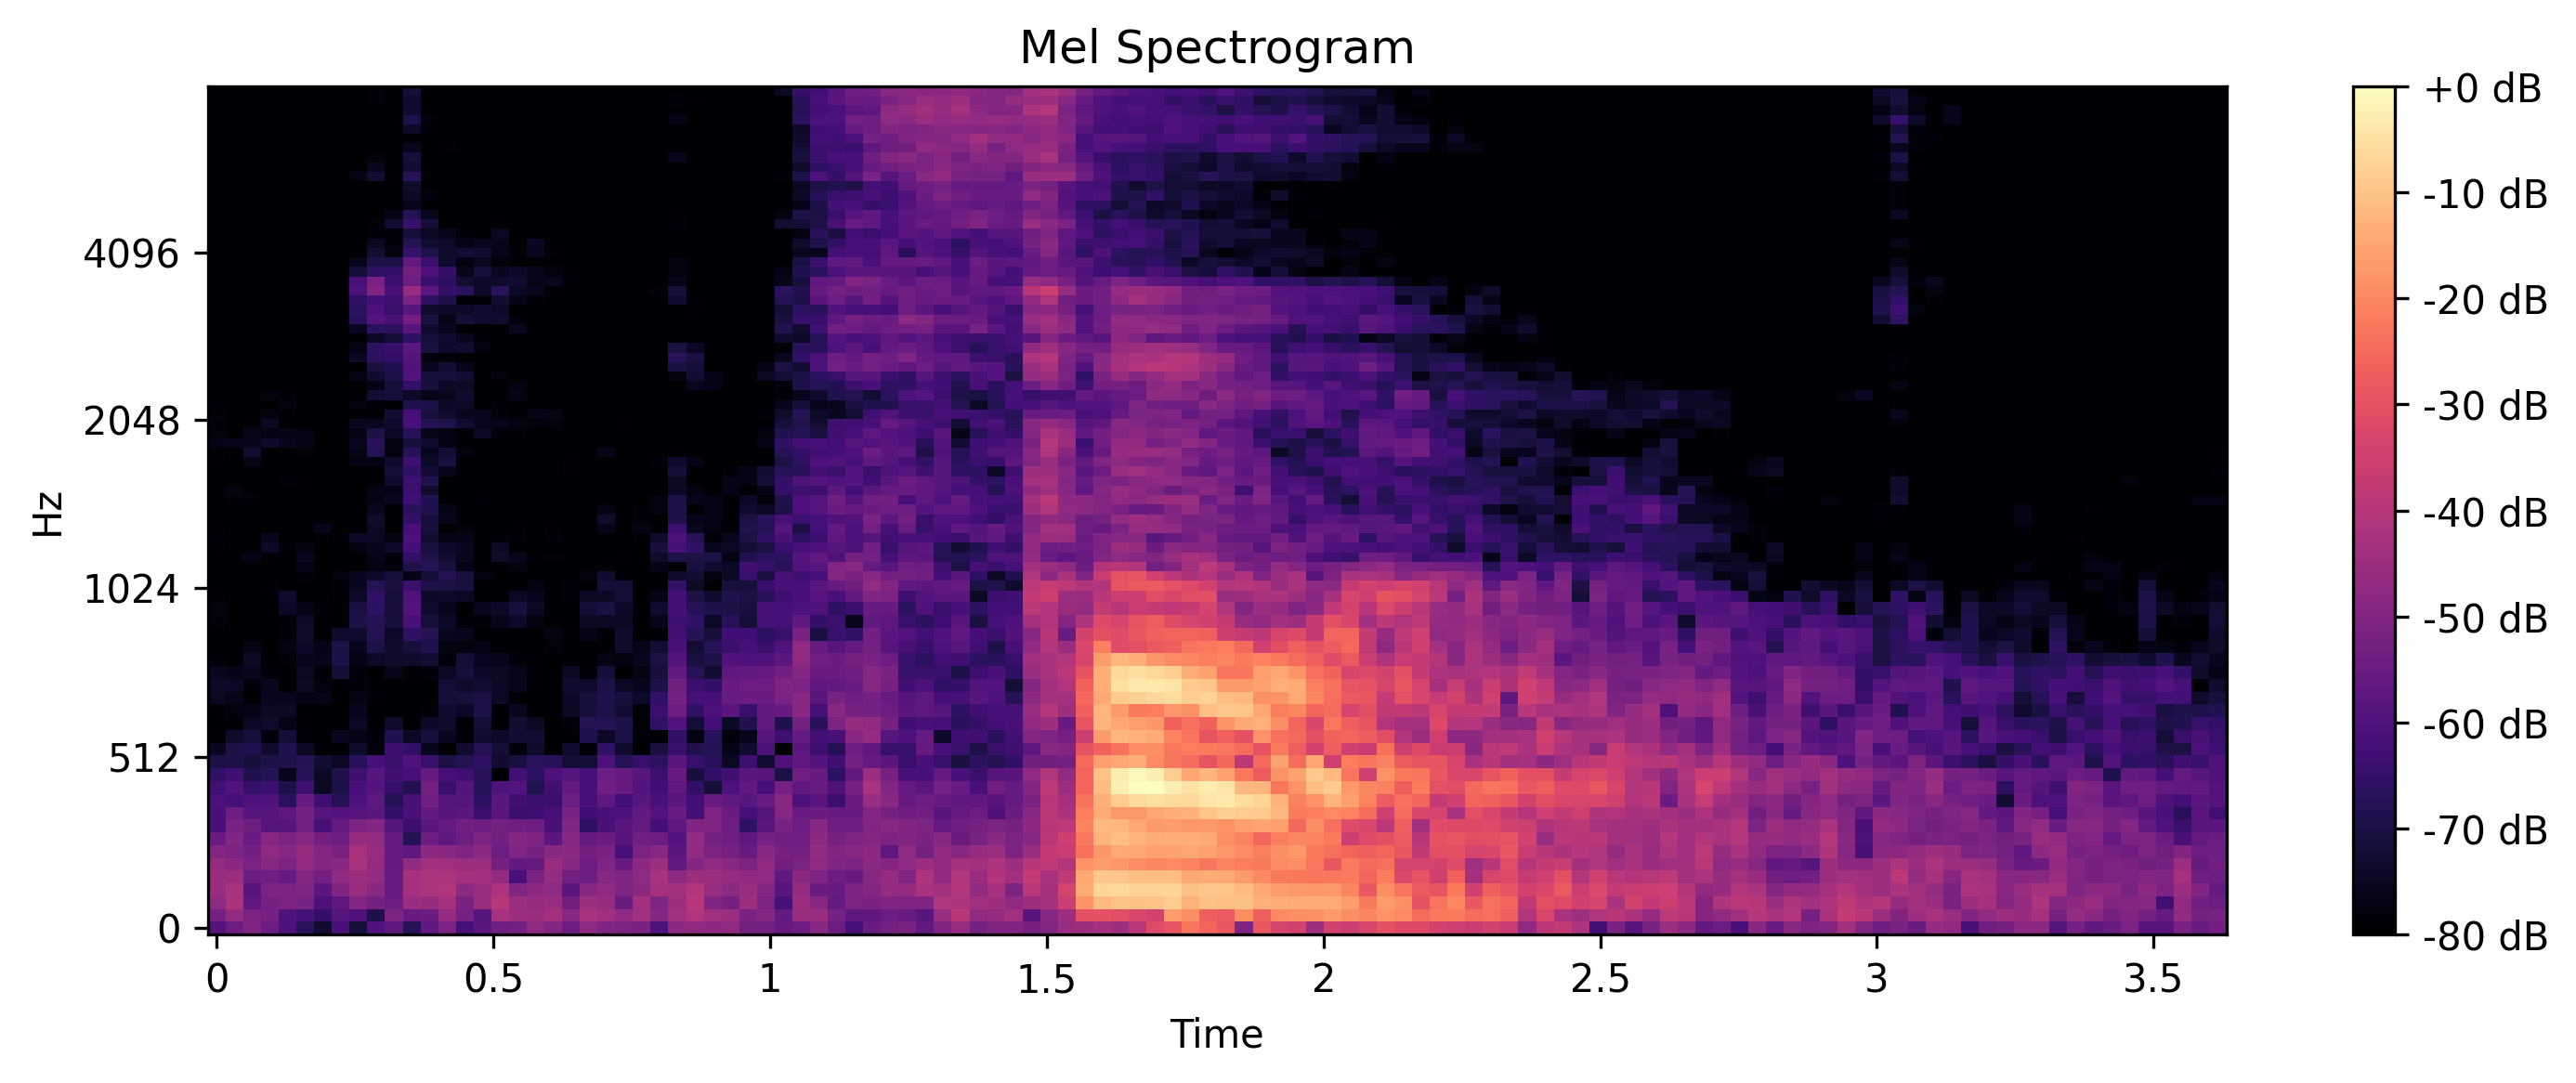 Mel Spectrogram
+0 dB
-10 dB
-20 dB
-30 dB
-40 dB
-50 dB
-60 dB
-70 dB
-80 dB
4096
2048
1024
512
0
Hz
0 0.5 1 1.5 2 2.5 3 3.5
Time